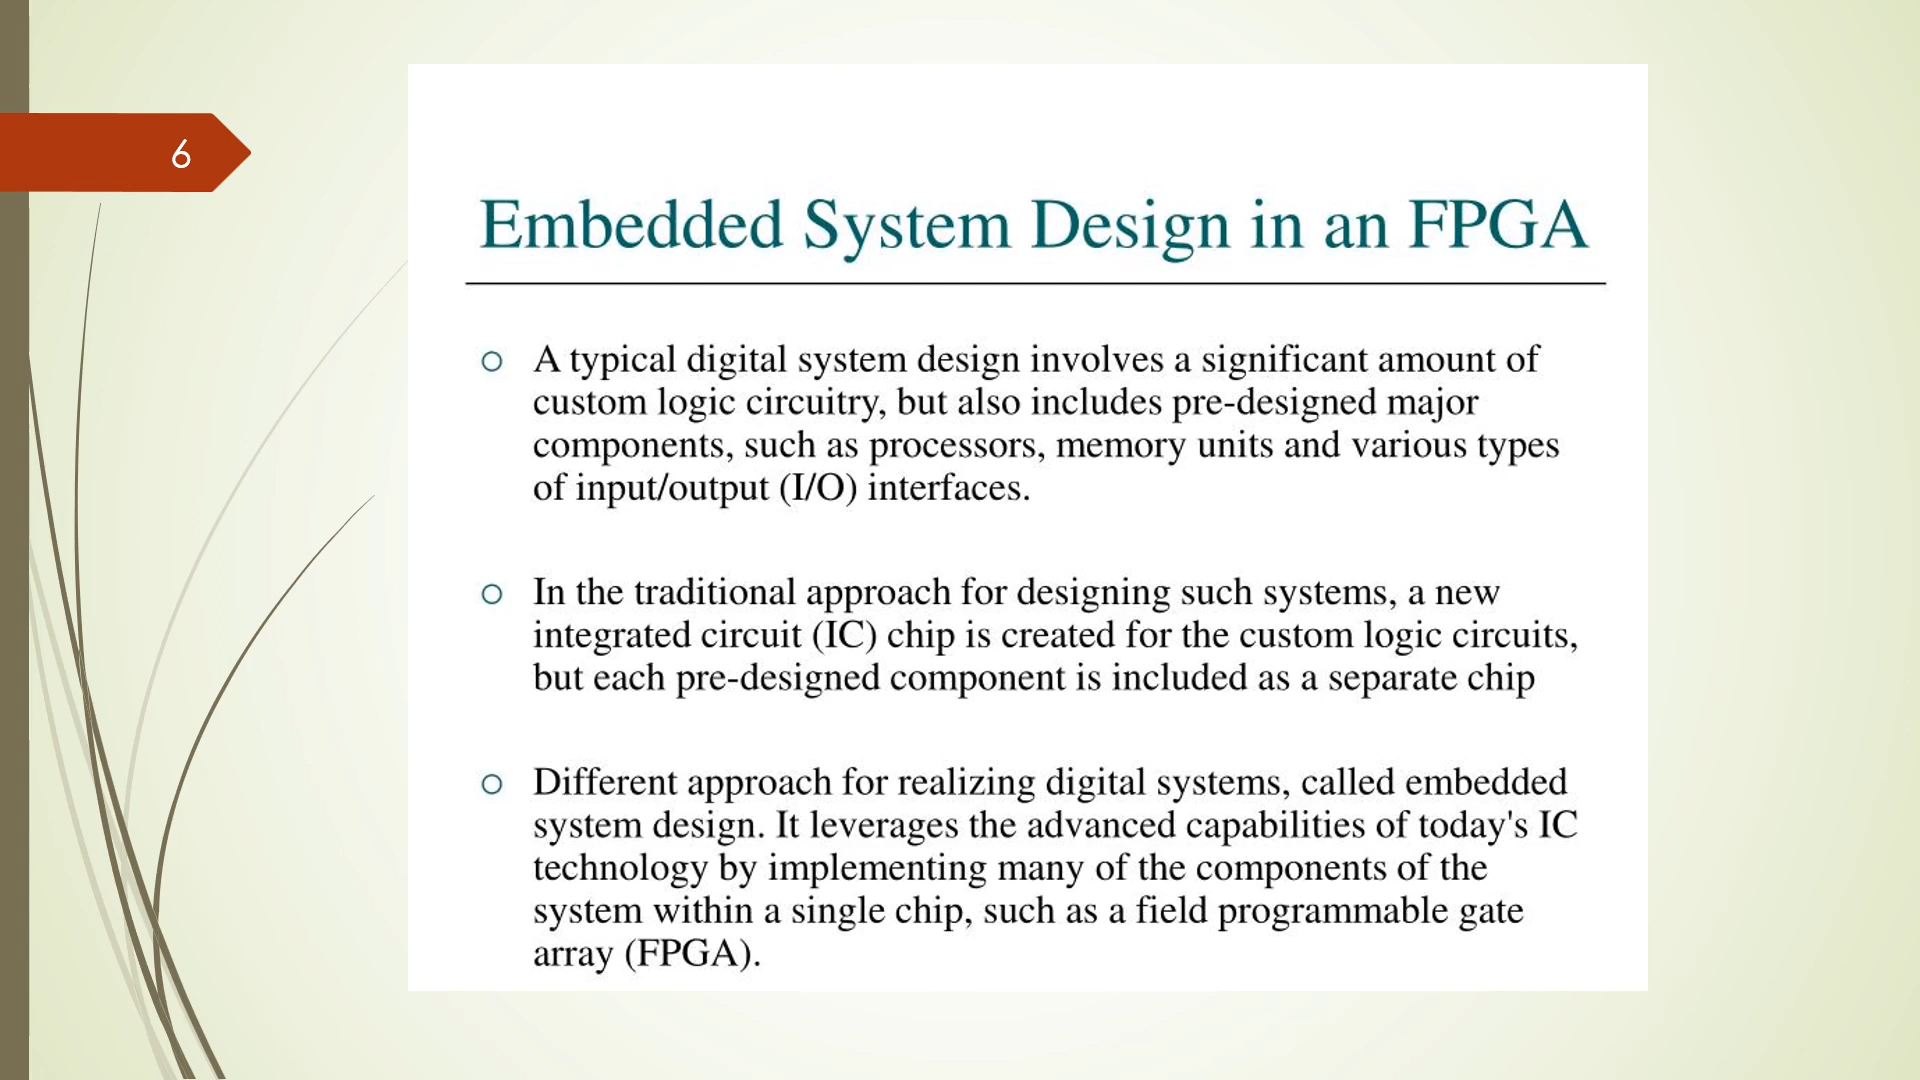 6
Embedded System Design in an FPGA
A typical digital system design involves a significant amount of
custom logic circuitry, but also includes pre-designed major
components, such as processors, memory units and various types
of input/output (I/O) interfaces.
In the traditional approach for designing such systems, a new
integrated circuit (IC) chip is created for the custom logic circuits,
but each pre-designed component is included as a separate chip
Different approach for realizing digital systems, called embedded
system design. It leverages the advanced capabilities of today's IC
technology by implementing many of the components of the
system within a single chip, such as a field programmable gate
array (FPGA).